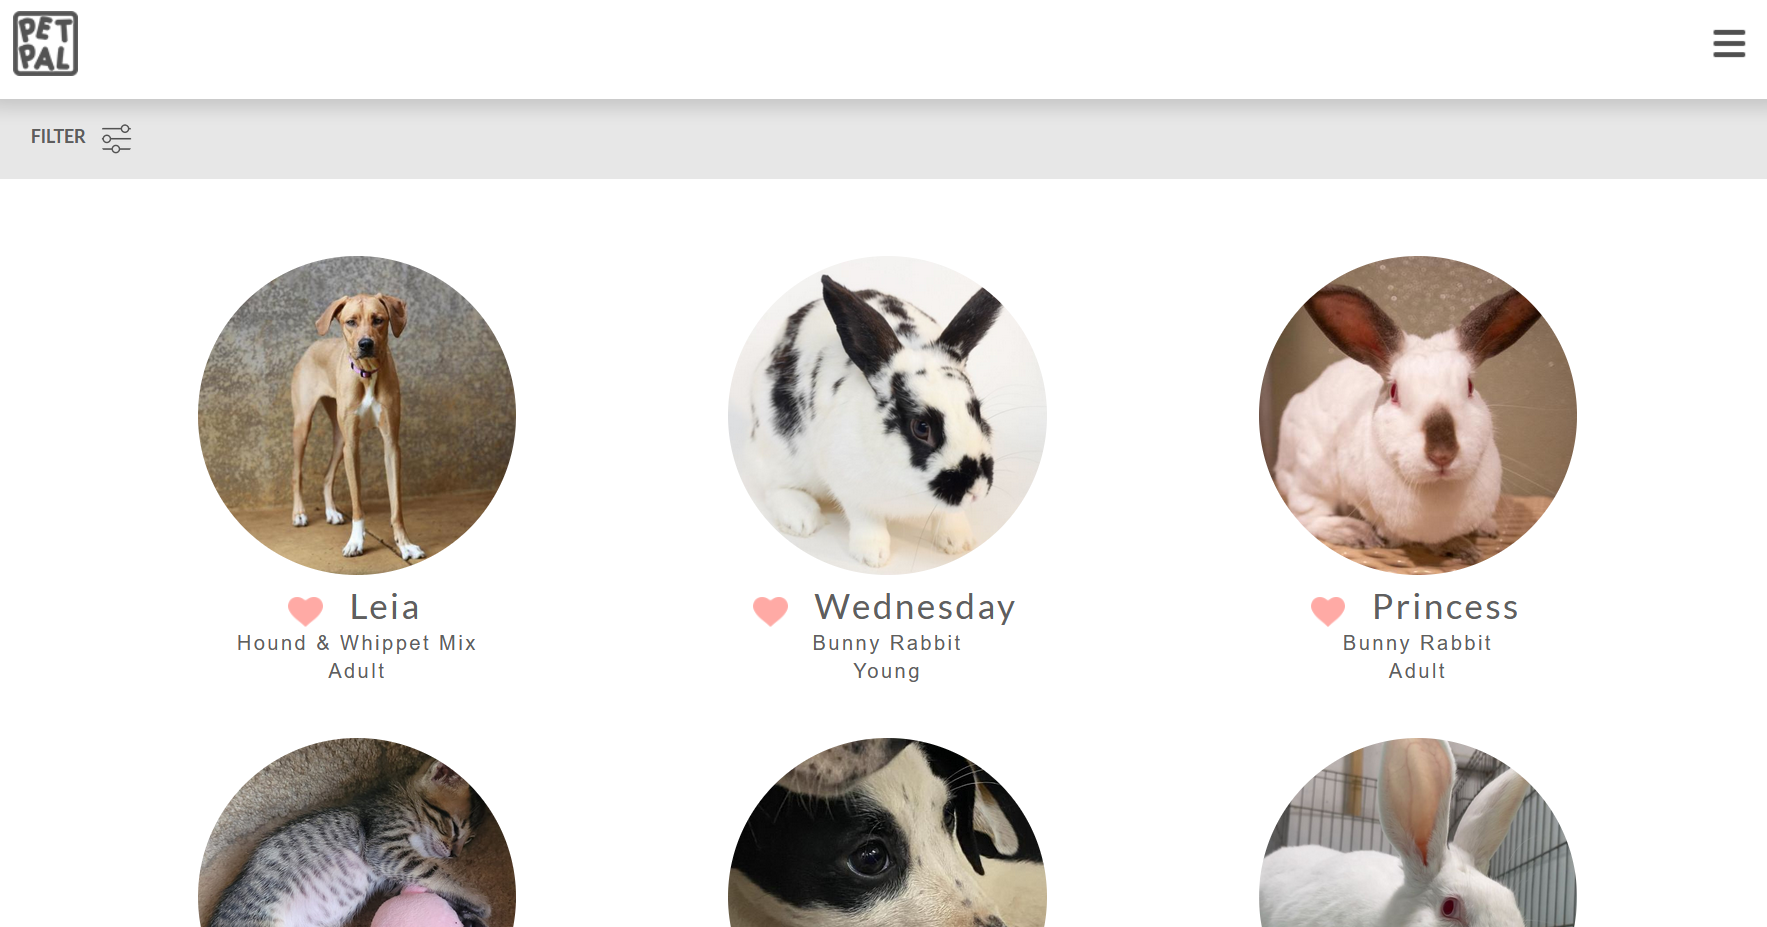 PET
PAL
FILTER
Leia
Hound & Whippet Mix
Adult
Wednesday
Bunny Rabbit
Young
Princess
Bunny Rabbit
Adult